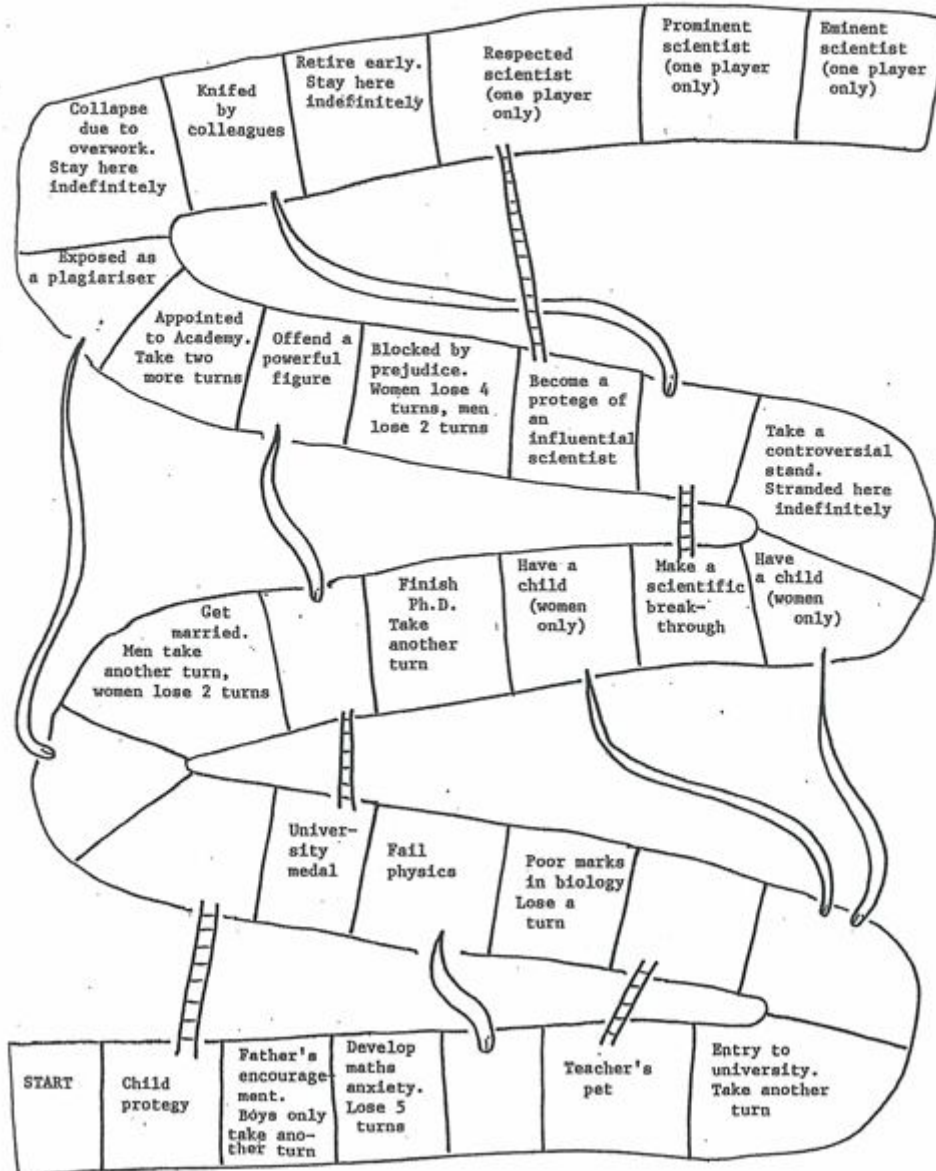 Collapse
due to
overwork.
Stay here
indefinitely
Knifed
by
colleagues
Retire early.
Stay here
indefinitely
Respected
scientist
(one player
only)
Prominent
scientist
(one player
only)
Eminent
scientist
(one player
only)
Exposed as
a plagiariser
Appointed
to Academy.
Take two
more turns
Offend a
powerful
figure
Blocked by
prejudice.
Women lose 4
turns, men
lose 2 turns
Become a
protege of
an
influential
scientist
Take a
controversial
stand.
Stranded here
indefinitely
Get
married.
Men take
another turn,
women lose 2 turns
Finish
Ph.D.
Take
another
turn
Have a
child
(women
only)
Make a
scientific
break-
through
Have
a child
(women
only)
Univer-
sity
medal
Fail
physics
Poor marks
in biology
Lose a
turn
START
Child
protegy
Father's
encourage-
ment.
Boys only
take ano-
ther turn
Develop
maths
anxiety.
Lose 5
turns
Teacher's
pet
Entry to
university.
Take another
turn